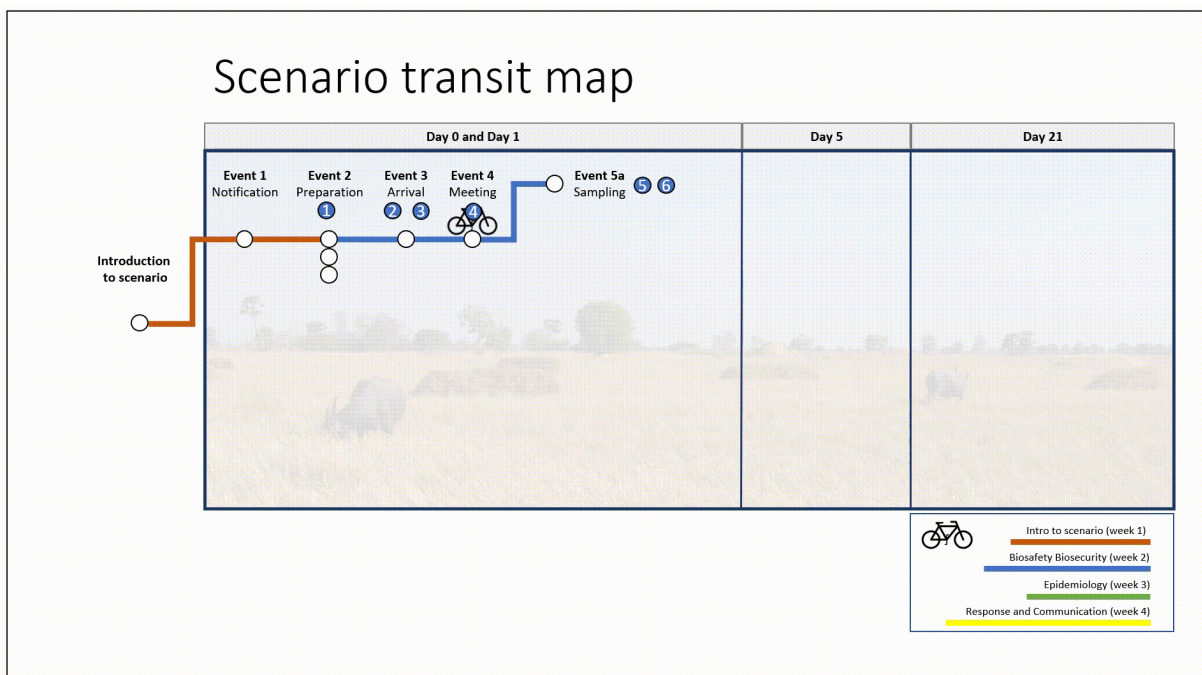 Scenario transit map
Day 0 and Day 1
Day 5
Day 21
Event 1
Notification
Event 2
Preparation
1
Event 3
Arrival
2 3
Event 4
Meeting
4
Event 5a
Sampling
5 6
Introduction
to scenario
Intro to scenario (week 1)
Biosafety Biosecurity (week 2)
Epidemiology (week 3)
Response and Communication (week 4)